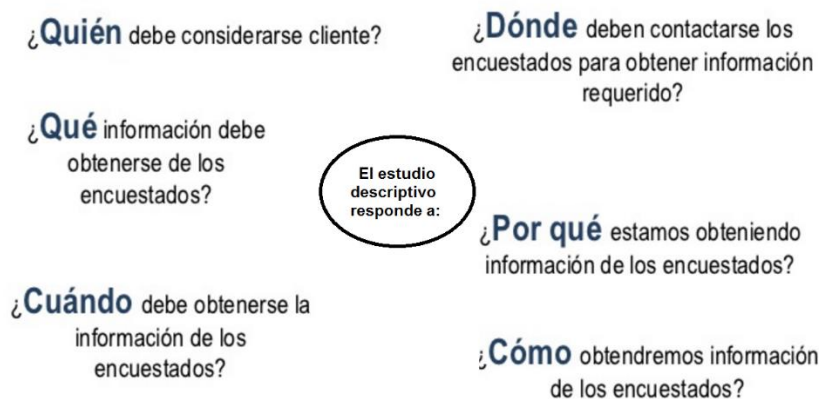 ¿Quién debe considerarse cliente?
¿Qué información debe
obtenerse de los
encuestados?
¿Cuándo debe obtenerse la
información de los
encuestados?
El estudio
descriptivo
responde a:
¿Dónde deben contactarse los
encuestados para obtener información
requerido?
¿Por qué estamos obteniendo
información de los encuestados?
¿Cómo obtendremos información
de los encuestados?